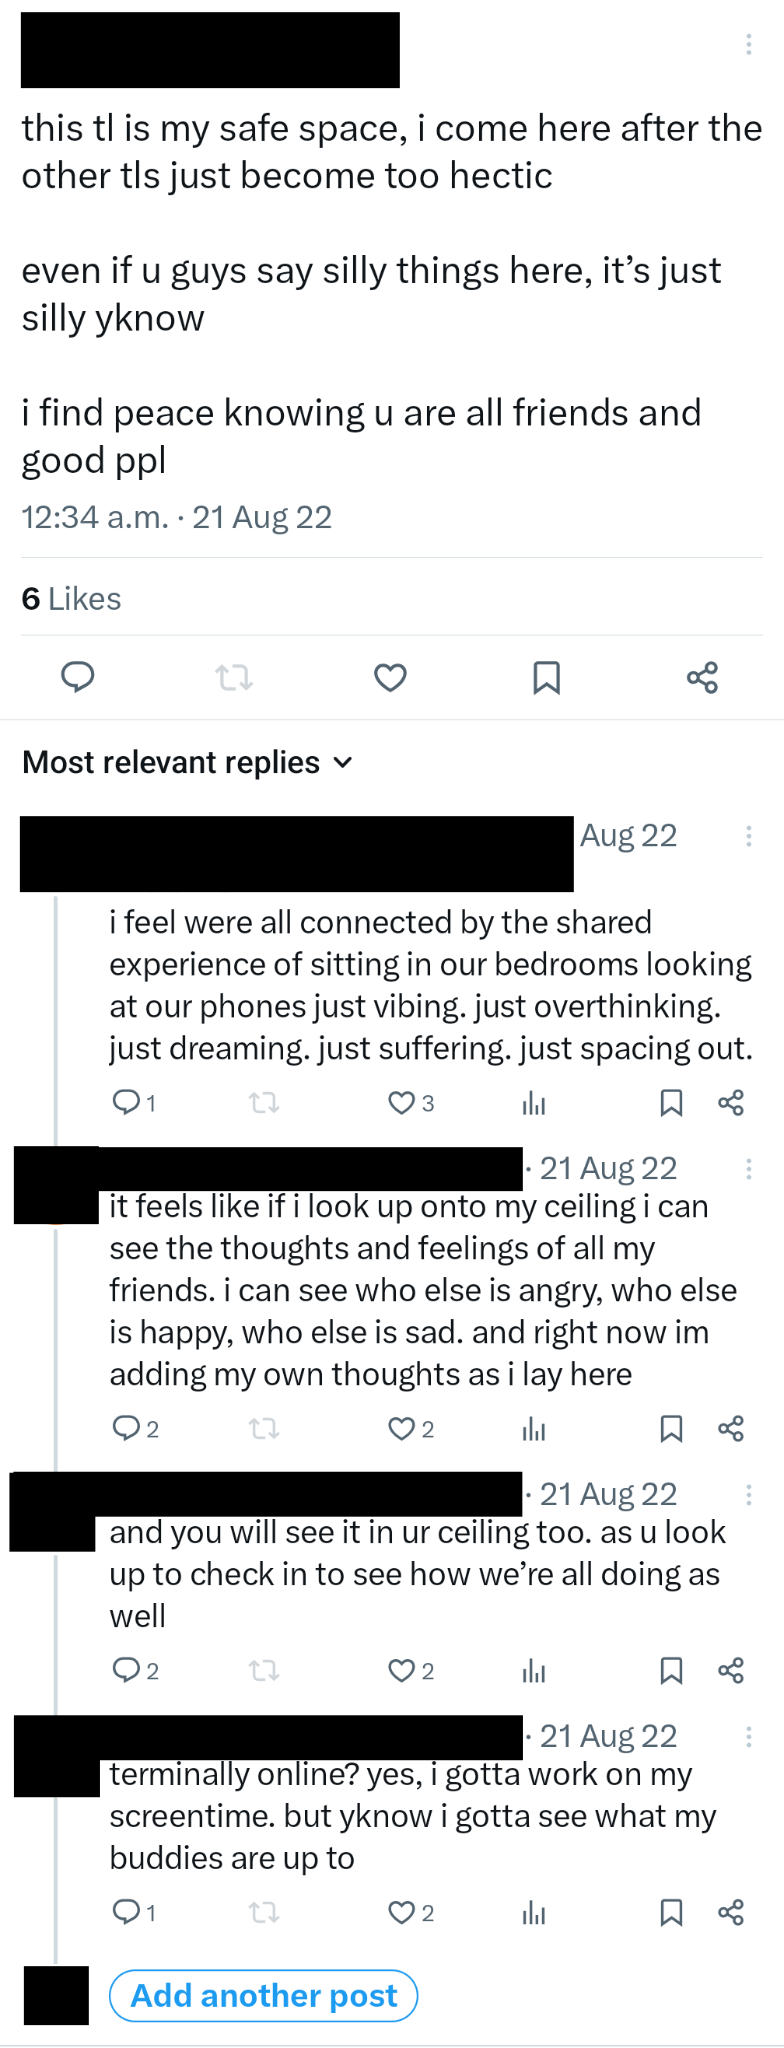 this tl is my safe space, i come here after the
other tls just become too hectic
even if u guys say silly things here, it’s just
silly yknow
i find peace knowing u are all friends and
good ppl
12:34 a.m. · 21 Aug 22
6 Likes
Most relevant replies
Aug 22
i feel were all connected by the shared
experience of sitting in our bedrooms looking
at our phones just vibing. just overthinking.
just dreaming. just suffering. just spacing out.
1 3
· 21 Aug 22
it feels like if i look up onto my ceiling i can
see the thoughts and feelings of all my
friends. i can see who else is angry, who else
is happy, who else is sad. and right now im
adding my own thoughts as i lay here
2 2
· 21 Aug 22
and you will see it in ur ceiling too. as u look
up to check in to see how we’re all doing as
well
2 2
· 21 Aug 22
terminally online? yes, i gotta work on my
screentime. but yknow i gotta see what my
buddies are up to
1 2
Add another post